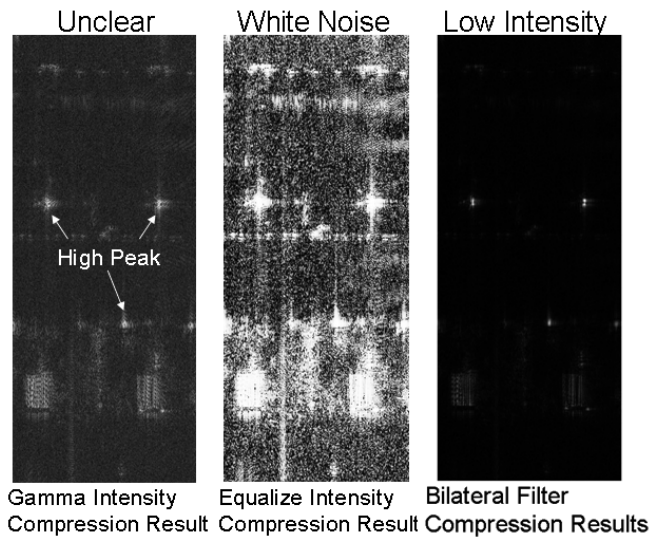 Unclear
White Noise
Low Intensity
High Peak
Gamma Intensity
Compression Result
Equalize Intensity
Compression Result
Bilateral Filter
Compression Results